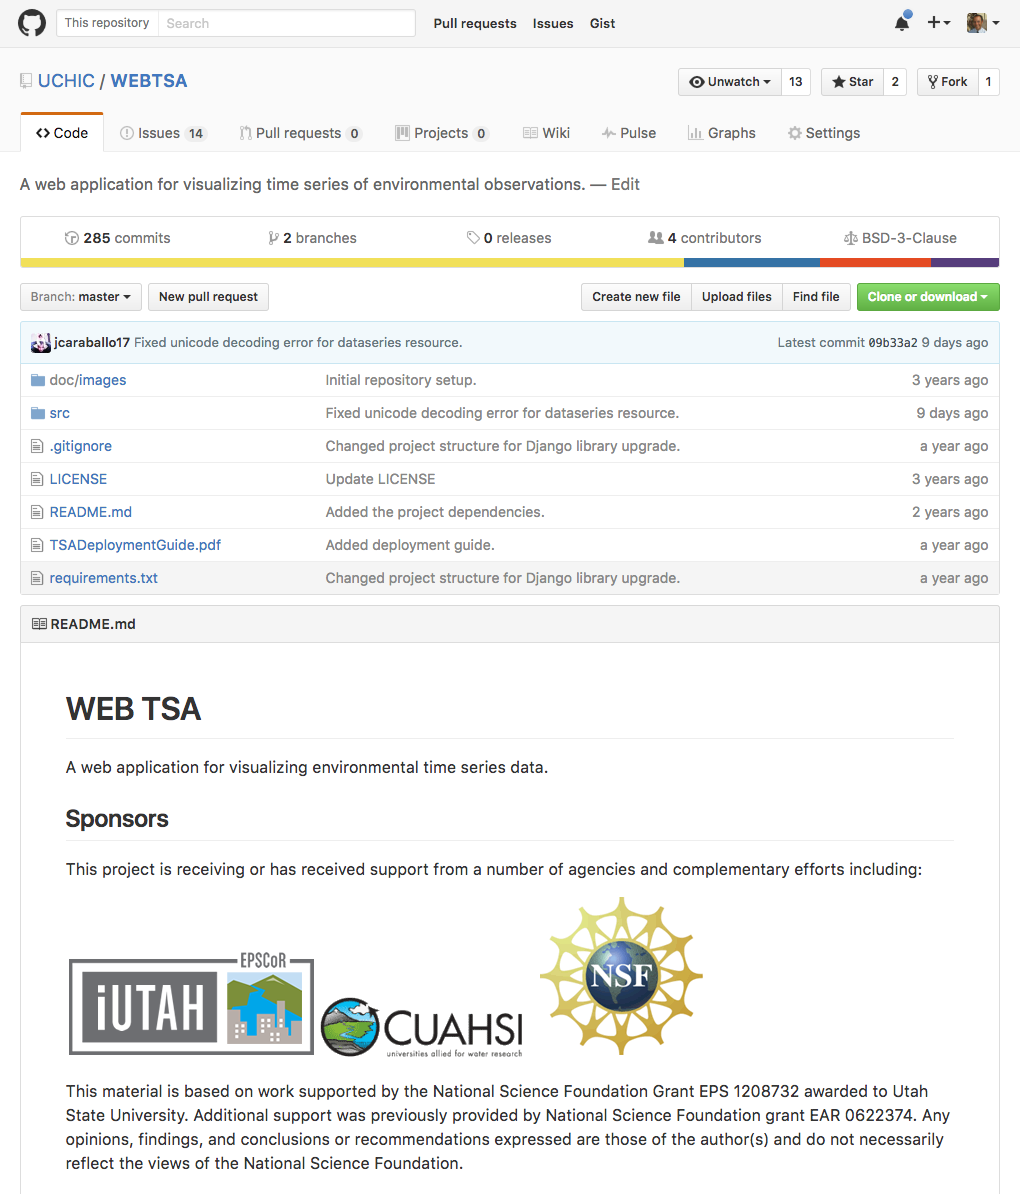 This repository Search Pull requests Issues Gist
UCHIC / WEBTSA Unwatch 13 Star 2 Fork 1
Code Issues 14 Pull requests 0 Projects 0 Wiki Pulse Graphs Settings
A web application for visualizing time series of environmental observations. — Edit
285 commits 2 branches 0 releases 4 contributors BSD-3-Clause
Branch: master New pull request Create new file Upload files Find file Clone or download
jcaraballo17 Fixed unicode decoding error for dataseries resource. Latest commit 09b33a2 9 days ago
doc/images Initial repository setup. 3 years ago
src Fixed unicode decoding error for dataseries resource. 9 days ago
.gitignore Changed project structure for Django library upgrade. a year ago
LICENSE Update LICENSE 3 years ago
README.md Added the project dependencies. 2 years ago
TSADeploymentGuide.pdf Added deployment guide. a year ago
requirements.txt Changed project structure for Django library upgrade. a year ago
README.md
WEB TSA
A web application for visualizing environmental time series data.
Sponsors
This project is receiving or has received support from a number of agencies and complementary efforts including:
EPSCoR
iUTAH
CUAHSI
universities allied for water research
NSF
This material is based on work supported by the National Science Foundation Grant EPS 1208732 awarded to Utah
State University. Additional support was previously provided by National Science Foundation grant EAR 0622374. Any
opinions, findings, and conclusions or recommendations expressed are those of the author(s) and do not necessarily
reflect the views of the National Science Foundation.